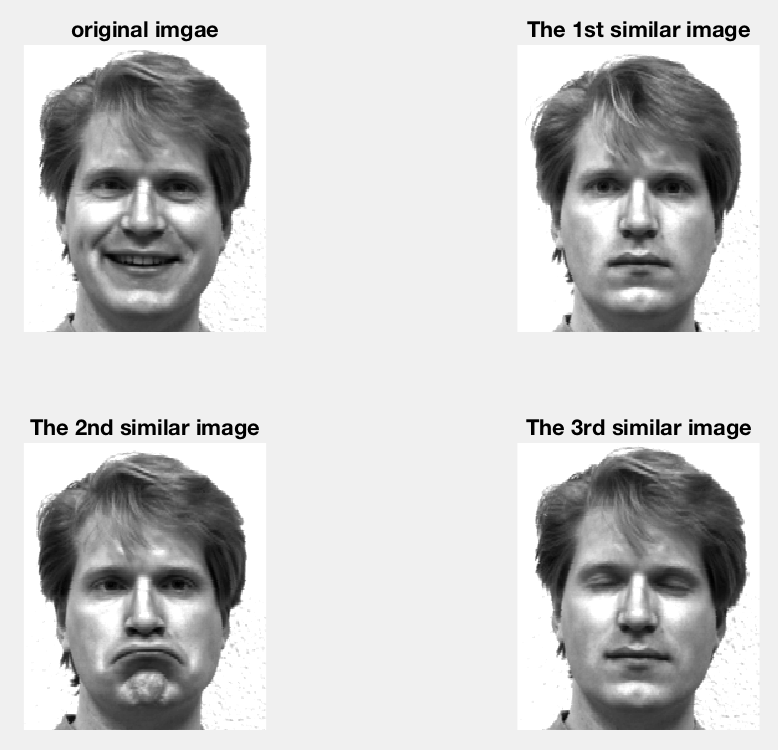 original imgae
The 1st similar image
The 2nd similar image
The 3rd similar image